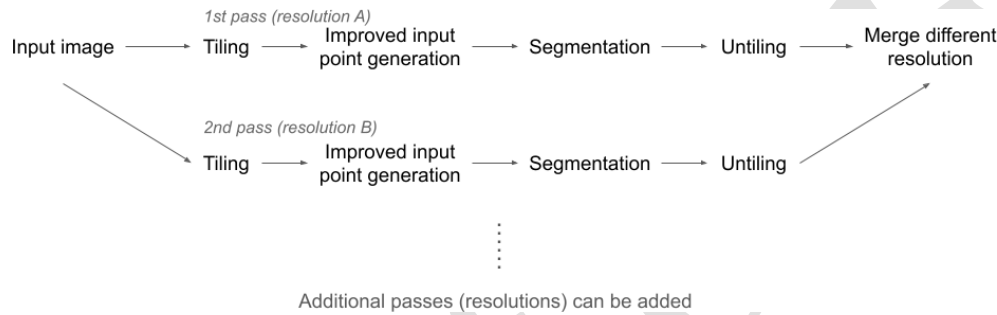 1st pass (resolution A)
Input image
Tiling
Improved input
point generation
Segmentation
Untiling
Merge different
resolution
2nd pass (resolution B)
Tiling
Improved input
point generation
Segmentation
Untiling
Additional passes (resolutions) can be added